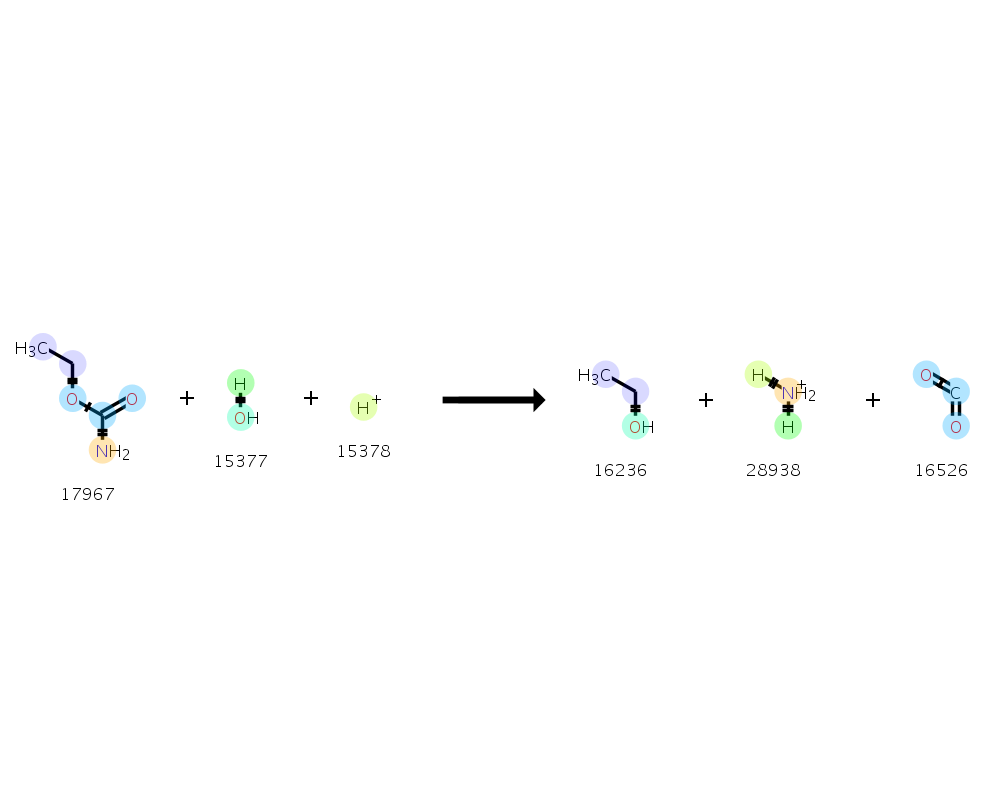 H3C
O O
NH2
17967
+
H
OH
15377
+
H+
15378
H3C
OH
16236
+
H NH2+
H
28938
+
O C
O
16526